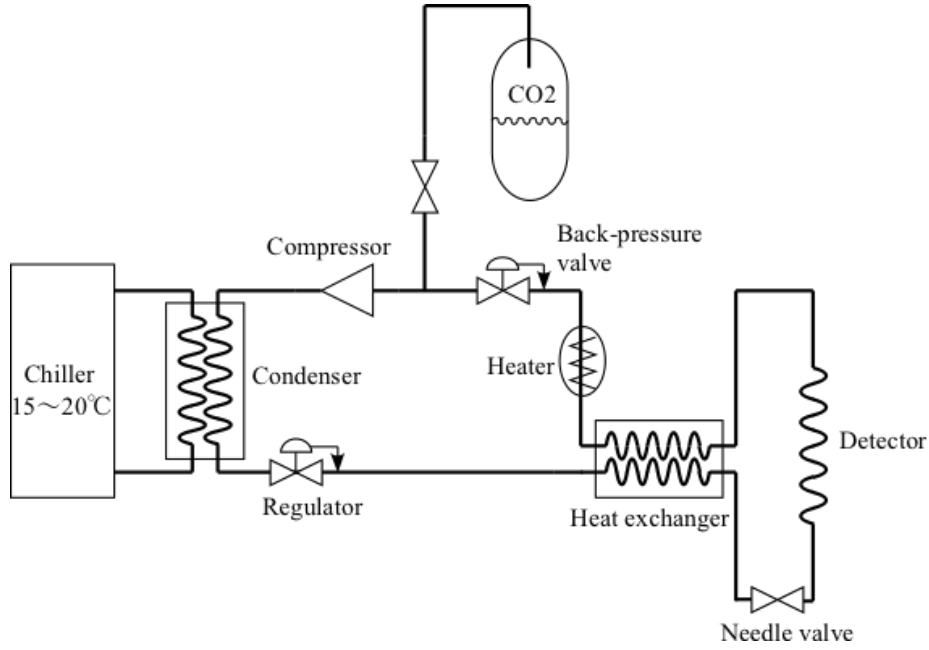 CO2
Back-pressure
valve
Compressor
Heater
Condenser
Chiller
15～20℃
Detector
Regulator
Heat exchanger
Needle valve